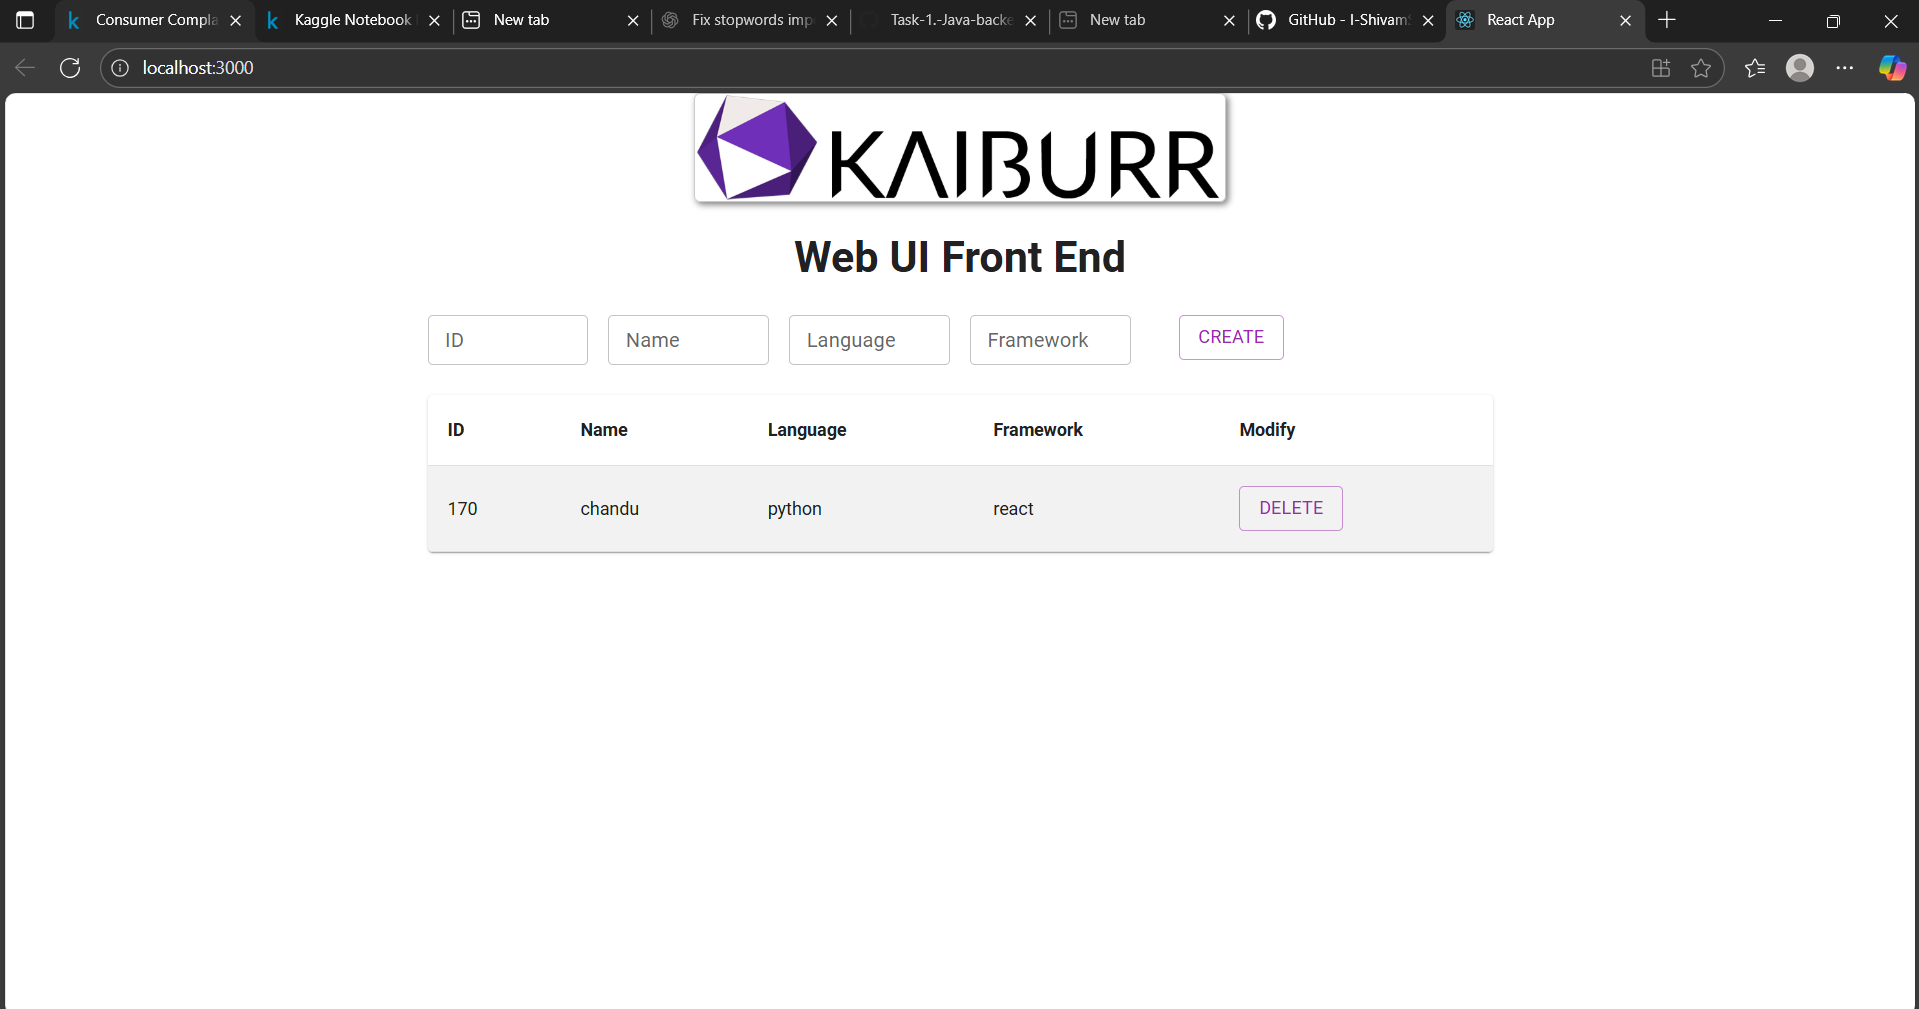 Consumer Compla
Kaggle Notebook
New tab
Fix stopwords imp
Task-1.-Java-backe
New tab
GitHub - I-Shivam
React App
localhost:3000
KAIBURR
Web UI Front End
ID Name Language Framework CREATE
ID Name Language Framework Modify
170 chandu python react DELETE